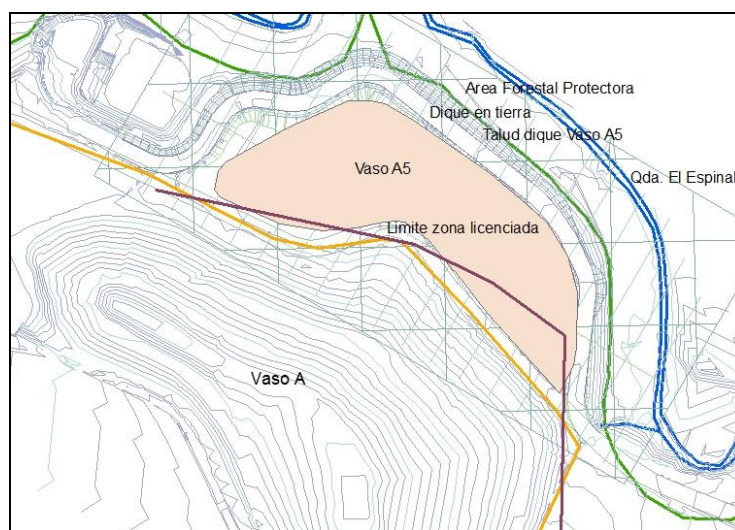 Area Forestal Protectora
Dique en tierra
Talud dique Vaso A5
Vaso A5
Qda. El Espinal
Limite zona licenciada
Vaso A